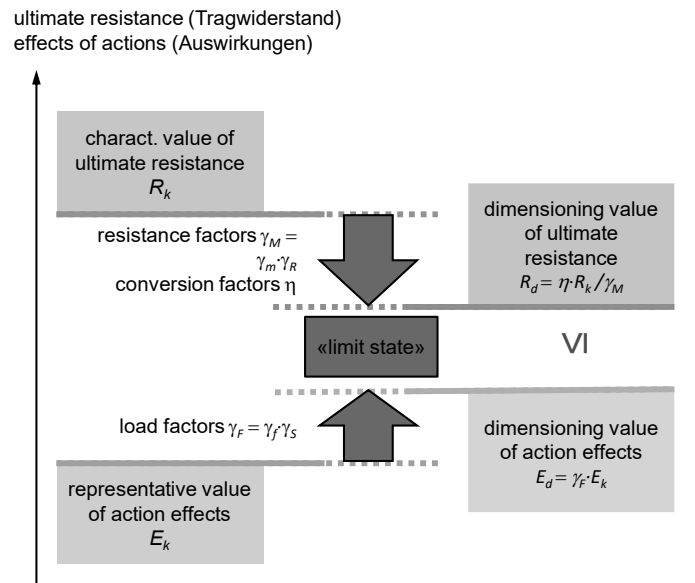 ultimate resistance (Tragwiderstand)
effects of actions (Auswirkungen)
charact. value of
ultimate resistance
Rₖ
resistance factors γ_M =
γ_m·γ_R
conversion factors η
dimensioning value
of ultimate
resistance
R_d = η·R_k/γ_M
«limit state»
VI
load factors γ_F = γ_f·γ_S
dimensioning value
of action effects
E_d = γ_F·E_k
representative value
of action effects
E_k